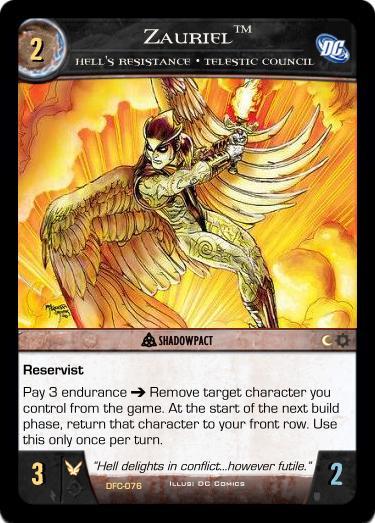 2
ZAURIEL™
HELL'S RESISTANCE • TELESTIC COUNCIL
DC
SHADOWPACT
Reservist
Pay 3 endurance ➔ Remove target character you
control from the game. At the start of the next build
phase, return that character to your front row. Use
this only once per turn.
"Hell delights in conflict...however futile."
3
DFC-076
ILLUS: DC COMICS
2